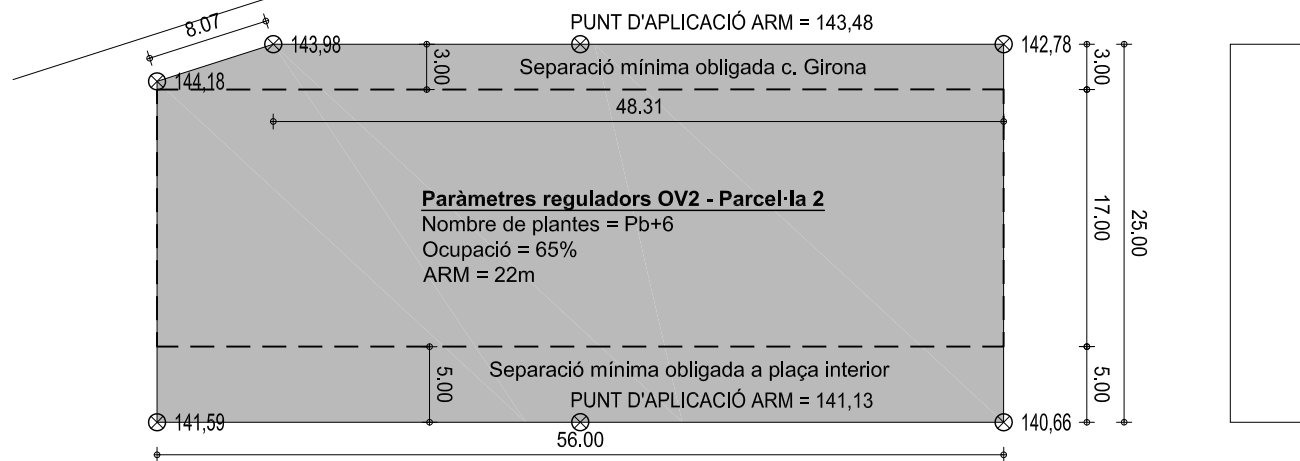 8.07
PUNT D'APLICACIÓ ARM = 143,48
143,98
142,78
3.00
Separació mínima obligada c. Girona
3.00
144,18
48.31
Paràmetres reguladors OV2 - Parcel·la 2
Nombre de plantes = Pb+6
Ocupació = 65%
ARM = 22m
17.00
25.00
Separació mínima obligada a plaça interior
5.00
5.00
PUNT D'APLICACIÓ ARM = 141,13
141,59
140,66
56.00